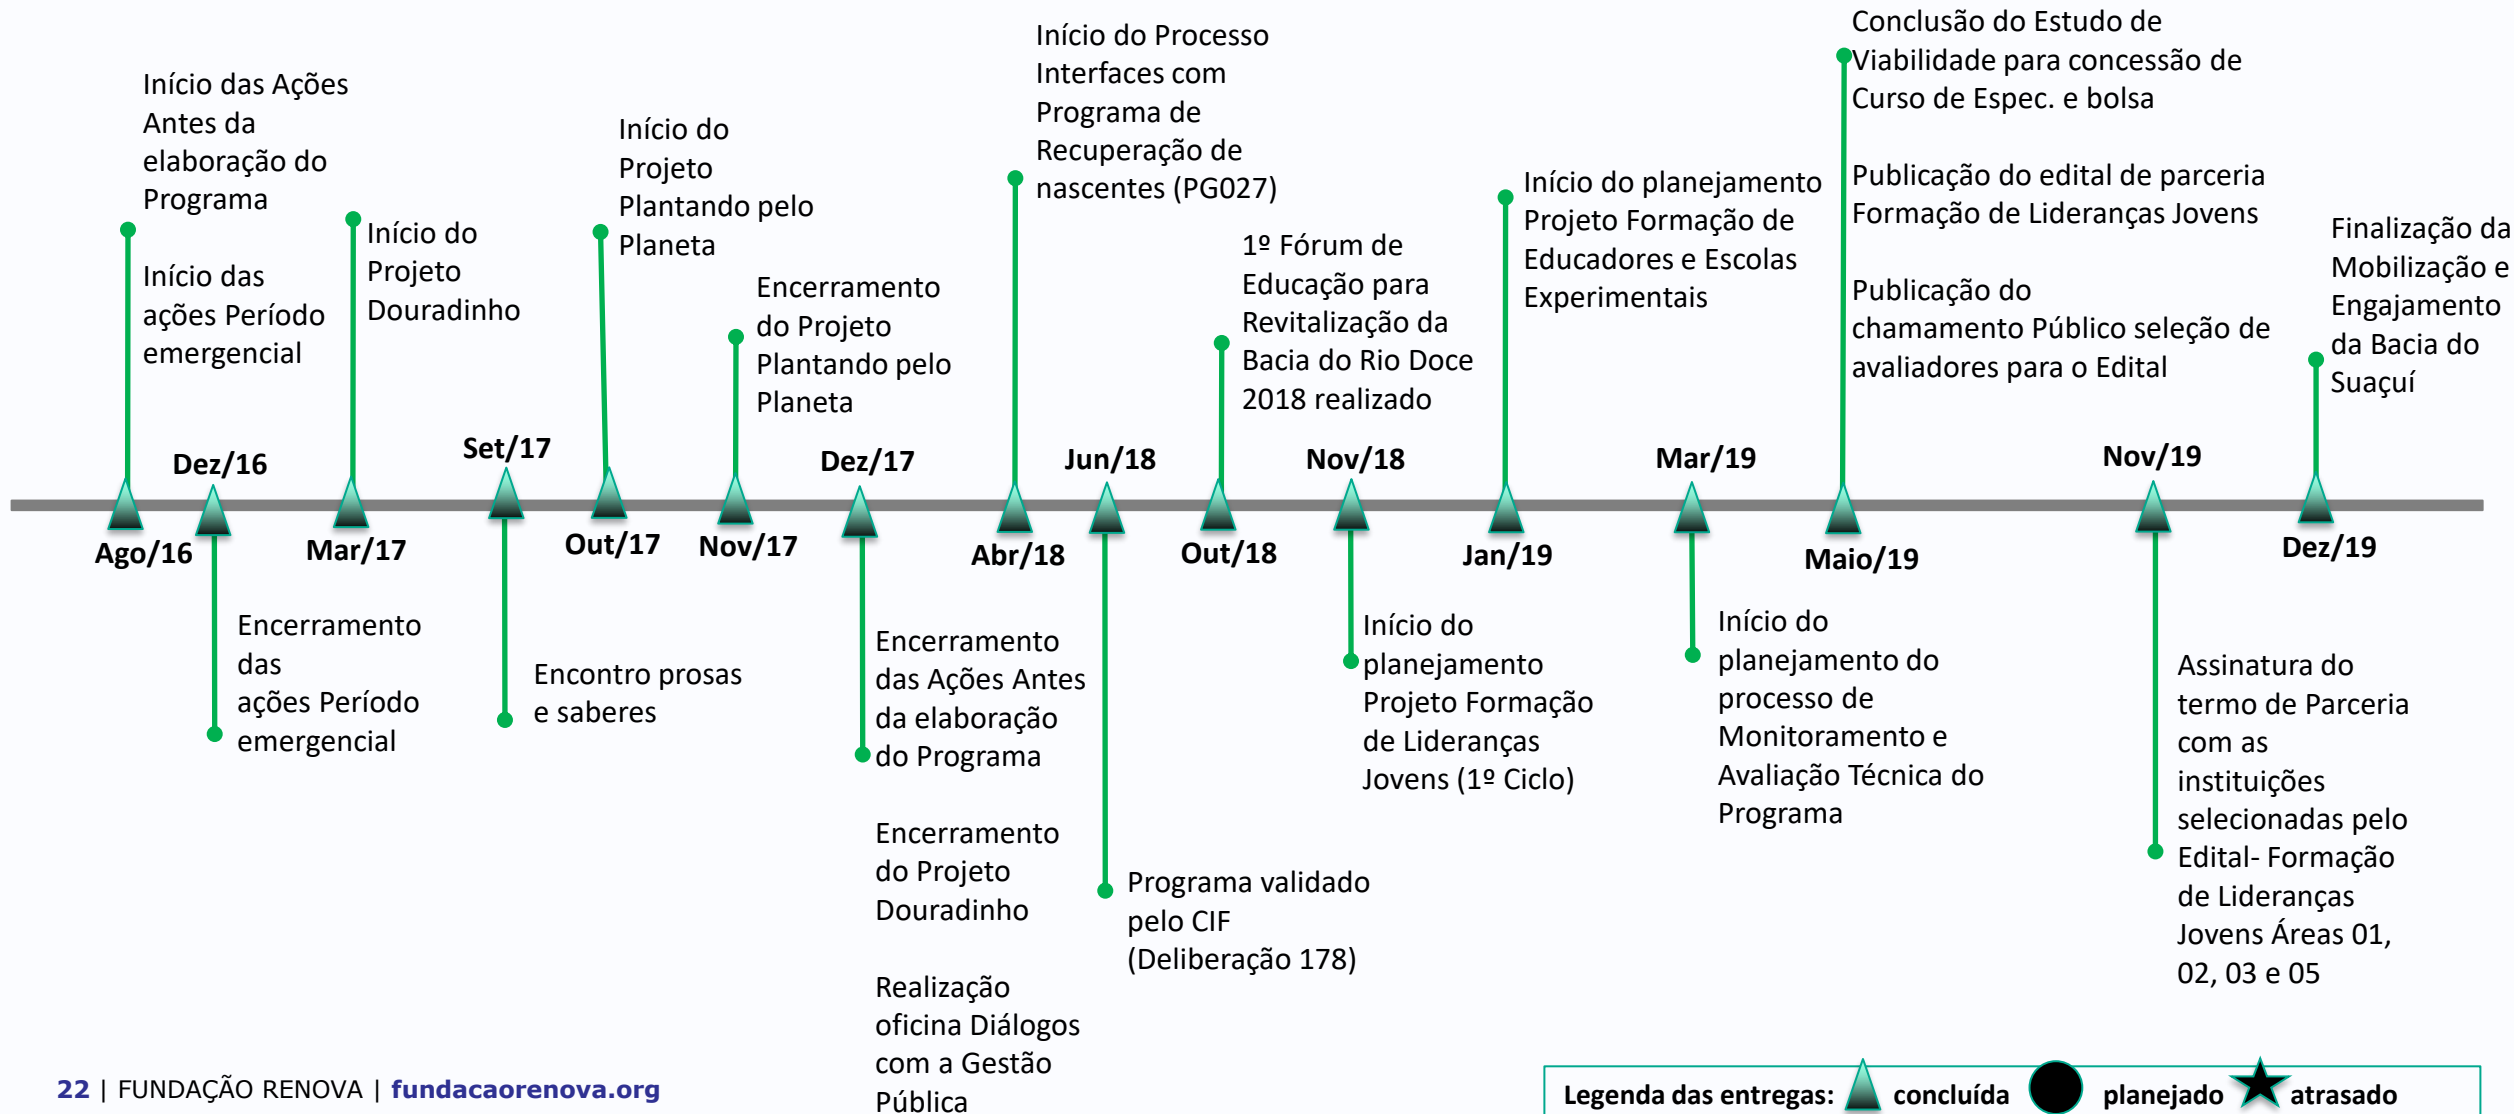 Início das Ações
Antes da
elaboração do
Programa
Início das
ações Período
emergencial
Ago/16
Dez/16
Encerramento
das
ações Período
emergencial
Início do
Projeto
Douradinho
Mar/17
Set/17
Encontro prosas
e saberes
Início do
Projeto
Plantando pelo
Planeta
Out/17
Encerramento
do Projeto
Plantando pelo
Planeta
Nov/17
Dez/17
Encerramento
das Ações Antes
da elaboração
do Programa
Encerramento
do Projeto
Douradinho
Realização
oficina Diálogos
com a Gestão
Pública
Início do Processo
Interfaces com
Programa de
Recuperação de
nascentes (PG027)
Abr/18
Jun/18
Programa validado
pelo CIF
(Deliberação 178)
1º Fórum de
Educação para
Revitalização da
Bacia do Rio Doce
2018 realizado
Out/18
Nov/18
Início do
planejamento
Projeto Formação
de Lideranças
Jovens (1º Ciclo)
Início do planejamento
Projeto Formação de
Educadores e Escolas
Experimentais
Jan/19
Mar/19
Início do
planejamento do
processo de
Monitoramento e
Avaliação Técnica do
Programa
Conclusão do Estudo de
Viabilidade para concessão de
Curso de Espec. e bolsa
Publicação do edital de parceria
Formação de Lideranças Jovens
Publicação do
chamamento Público seleção de
avaliadores para o Edital
Maio/19
Nov/19
Assinatura do
termo de Parceria
com as
instituições
selecionadas pelo
Edital- Formação
de Lideranças
Jovens Áreas 01,
02, 03 e 05
Finalização da
Mobilização e
Engajamento
da Bacia do
Suaçuí
Dez/19
22 | FUNDAÇÃO RENOVA | fundacaorenova.org
Legenda das entregas: concluída planejado atrasado